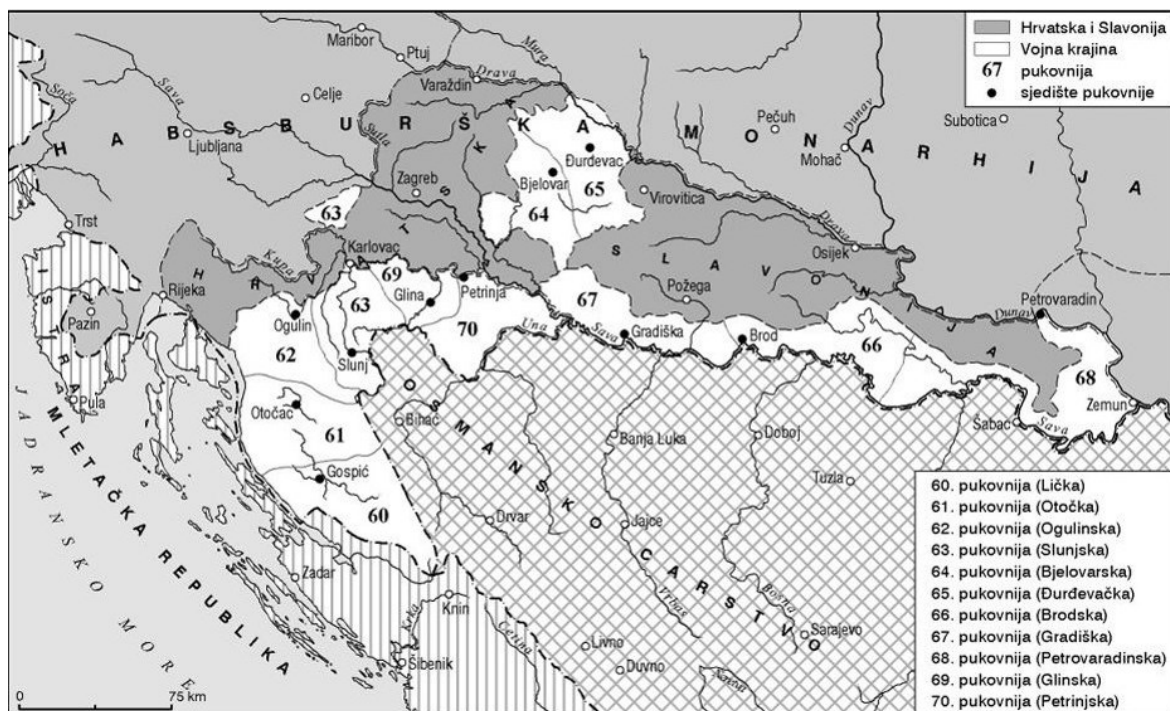 Hrvatska i Slavonija
Vojna krajina
67 pukovnija
sjedište pukovnije
Maribor
Ptuj
Mura
Drava
Varaždin
Soča
Sava
Celje
Sutla
HABSBURŠKA MONARHIJA
Ljubljana
Pečuh
Dunav
Mohač
Subotica
Đurđevac
Bjelovar
65
64
Zagreb
Virovitica
Drava
Osijek
63
Trst
Kupa
Karlovac
HRVATSKA
SLAVONIJA
69
Petrinja
Glina
63
Rijeka
ISTRA
Pazin
Ogulin
70
67
Požega
Petrovaradin
Dunav
Una
Sava
Gradiška
Brod
66
62
Slunj
68
Zemun
Pula
Otočac
Bihać
Šabac
Sava
61
Banja Luka
Doboj
Gospić
Tuzla
60
Drvar
Jajce
OSMANSKO CARSTVO
JADRANSKO MORE
MLETAČKA REPUBLIKA
Zadar
Knin
Vrbas
Bosna
Krka
Cetina
Livno
Sarajevo
Šibenik
Duvno
Neretva
0 75 km
60. pukovnija (Lička)
61. pukovnija (Otočka)
62. pukovnija (Ogulinska)
63. pukovnija (Slunjska)
64. pukovnija (Bjelovarska)
65. pukovnija (Đurđevačka)
66. pukovnija (Brodska)
67. pukovnija (Gradiška)
68. pukovnija (Petrovaradinska)
69. pukovnija (Glinska)
70. pukovnija (Petrinjska)